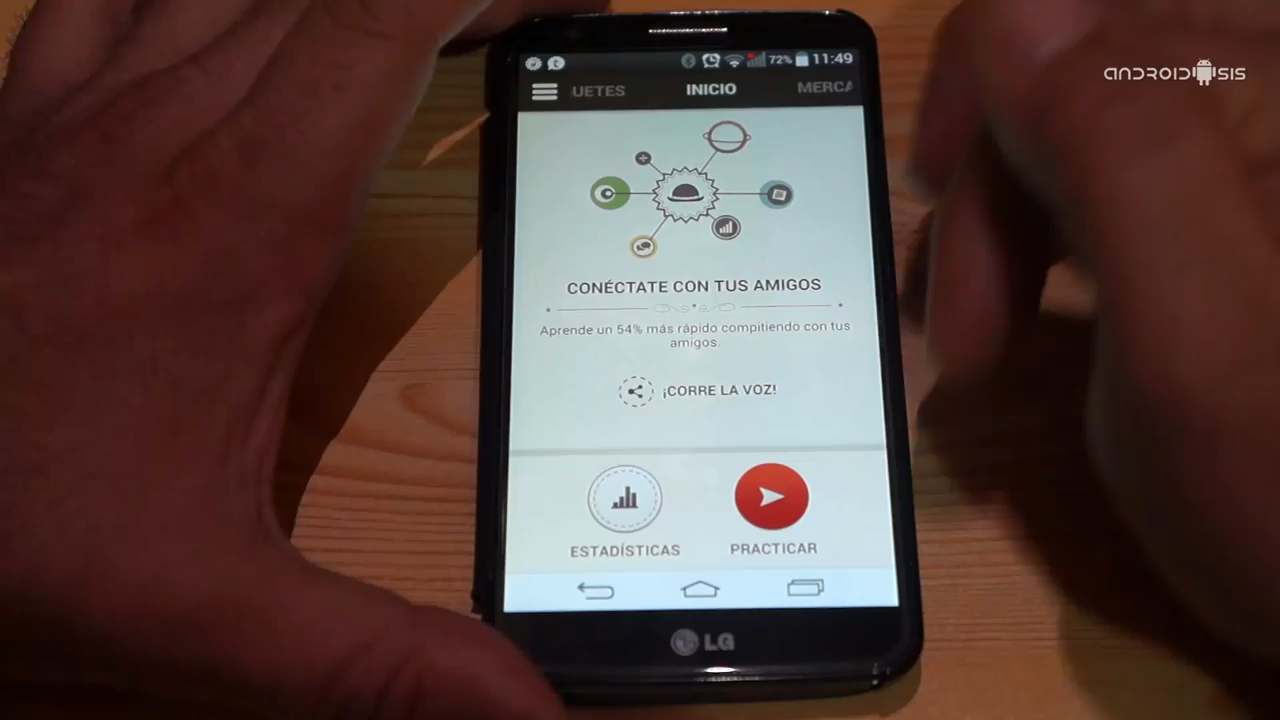 ANDROIDSIS
72% 11:49
UETES INICIO MERCA
CONÉCTATE CON TUS AMIGOS
Aprende un 54% más rápido compitiendo con tus
amigos.
¡CORRE LA VOZ!
ESTADÍSTICAS PRACTICAR
LG